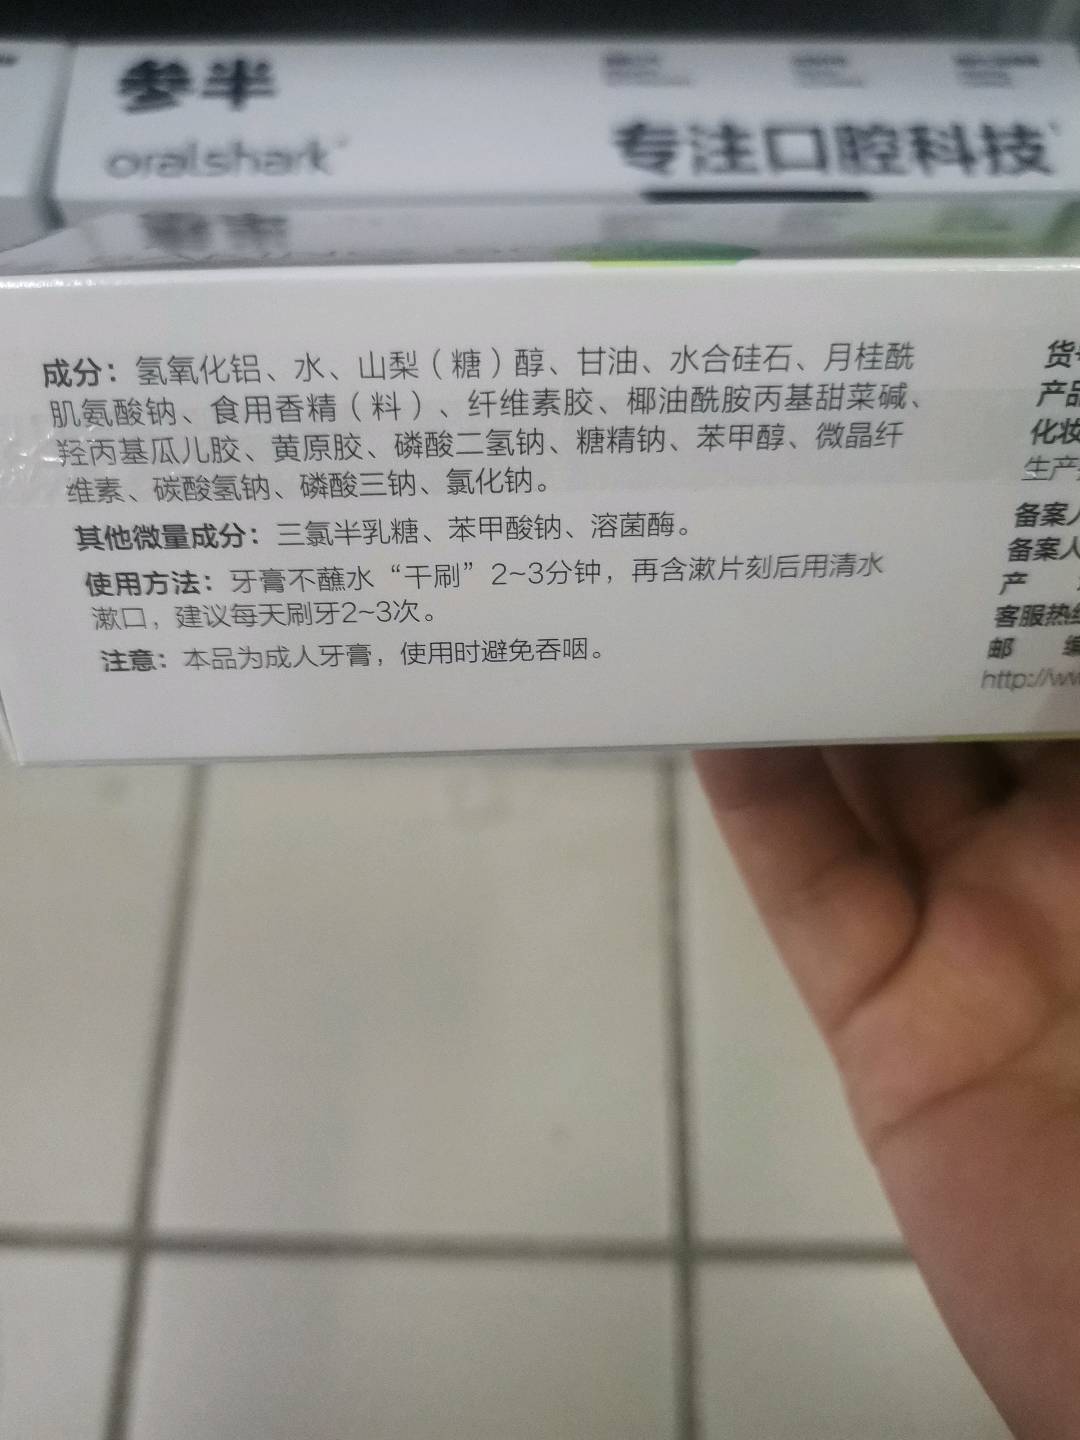 参半
oralshark
专注口腔科技
成分：氢氧化铝、水、山梨（糖）醇、甘油、水合硅石、月桂酰
肌氨酸钠、食用香精（料）、纤维素胶、椰油酰胺丙基甜菜碱、
羟丙基瓜儿胶、黄原胶、磷酸二氢钠、糖精钠、苯甲醇、微晶纤
维素、碳酸氢钠、磷酸三钠、氯化钠。
其他微量成分：三氯半乳糖、苯甲酸钠、溶菌酶。
使用方法：牙膏不蘸水“干刷”2~3分钟，再含漱片刻后用清水
漱口，建议每天刷牙2~3次。
注意：本品为成人牙膏，使用时避免吞咽。
货
产品
化妆
生产
备案人
备案人
产
客服热线
邮 编
http://ww